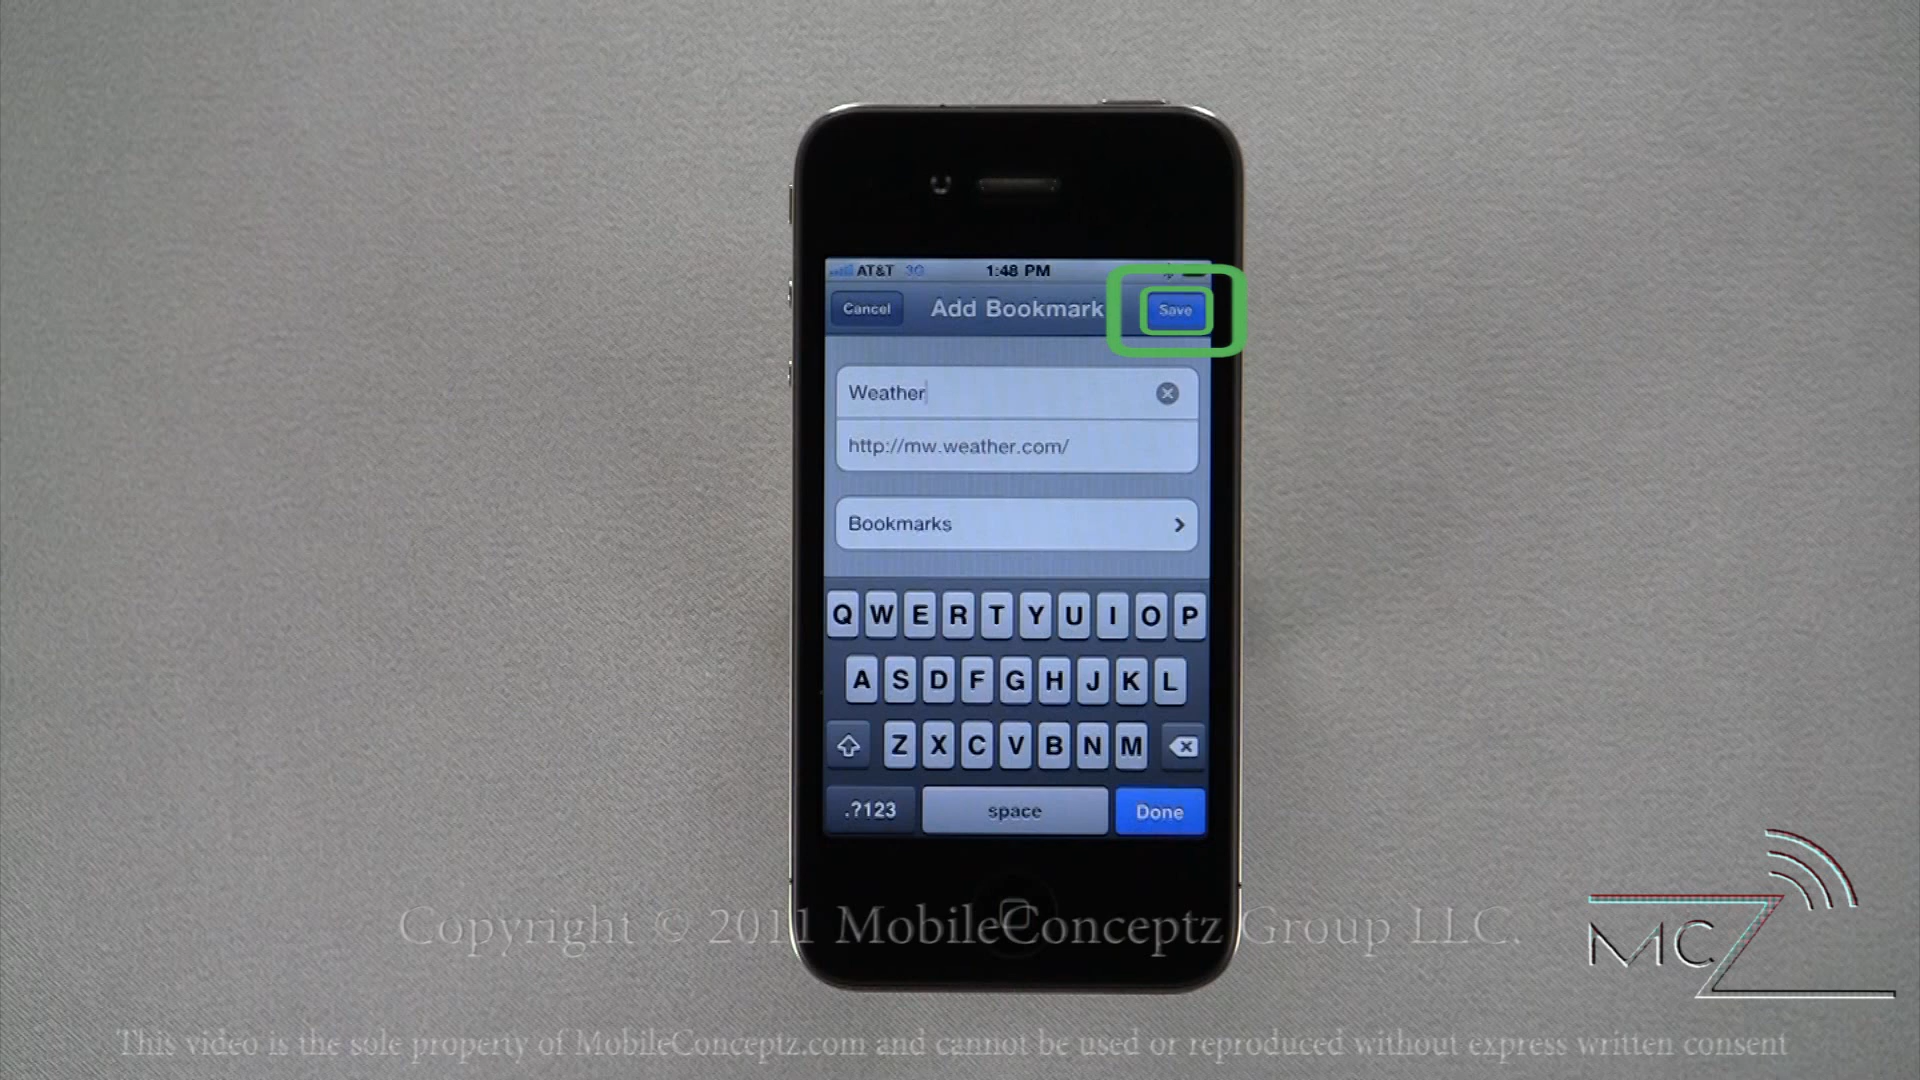 AT&T 3G 1:48 PM
Cancel Add Bookmark Save
Weather
http://mw.weather.com/
Bookmarks
Q W E R T Y U I O P
A S D F G H J K L
Z X C V B N M
.?123 space Done
Copyright © 2011 MobileConceptz Group LLC.
MCZ
This video is the sole property of MobileConceptz.com and cannot be used or reproduced without express written consent